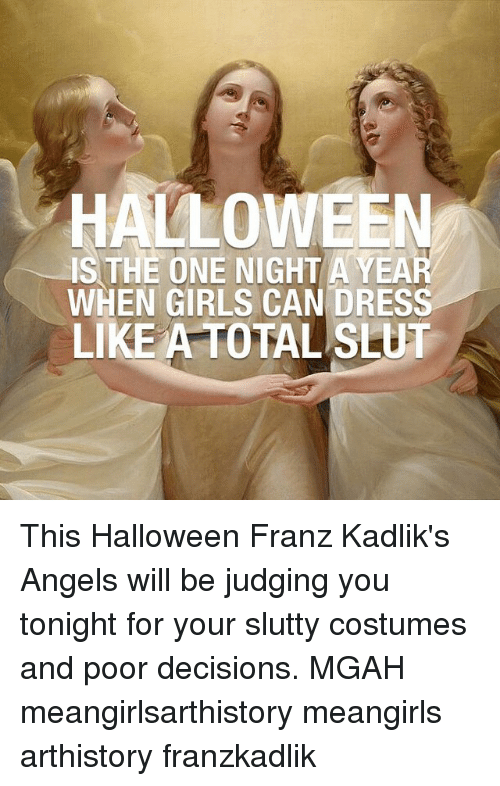 HALLOWEEN
IS THE ONE NIGHT A YEAR
WHEN GIRLS CAN DRESS
LIKE A TOTAL SLUT
This Halloween Franz Kadlik's
Angels will be judging you
tonight for your slutty costumes
and poor decisions. MGAH
meangirlsarthistory meangirls
arthistory franzkadlik